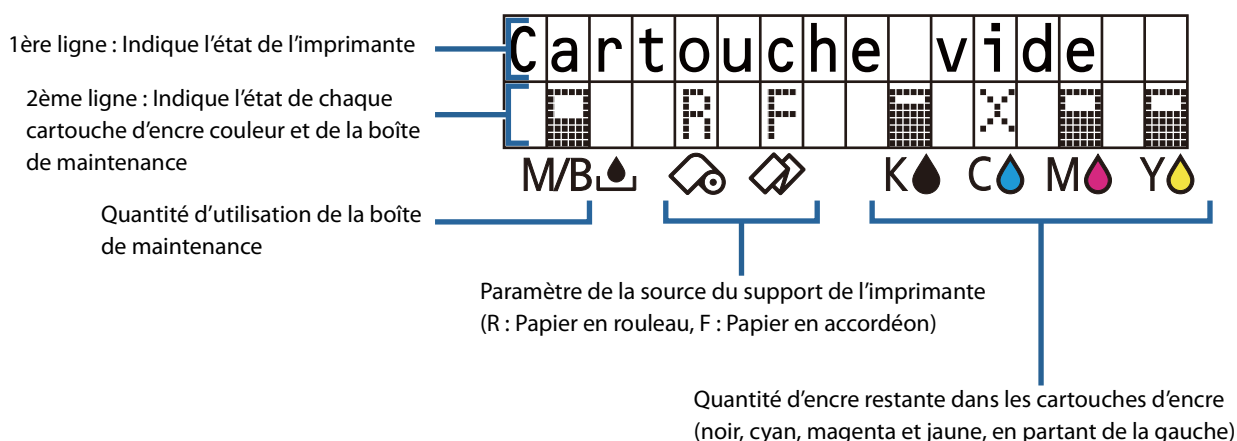 1ère ligne : Indique l’état de l’imprimante
Cartouche vide
2ème ligne : Indique l’état de chaque
cartouche d’encre couleur et de la boîte
de maintenance
R F X
M/B K C M Y
Quantité d’utilisation de la boîte
de maintenance
Paramètre de la source du support de l’imprimante
(R : Papier en rouleau, F : Papier en accordéon)
Quantité d’encre restante dans les cartouches d’encre
(noir, cyan, magenta et jaune, en partant de la gauche)